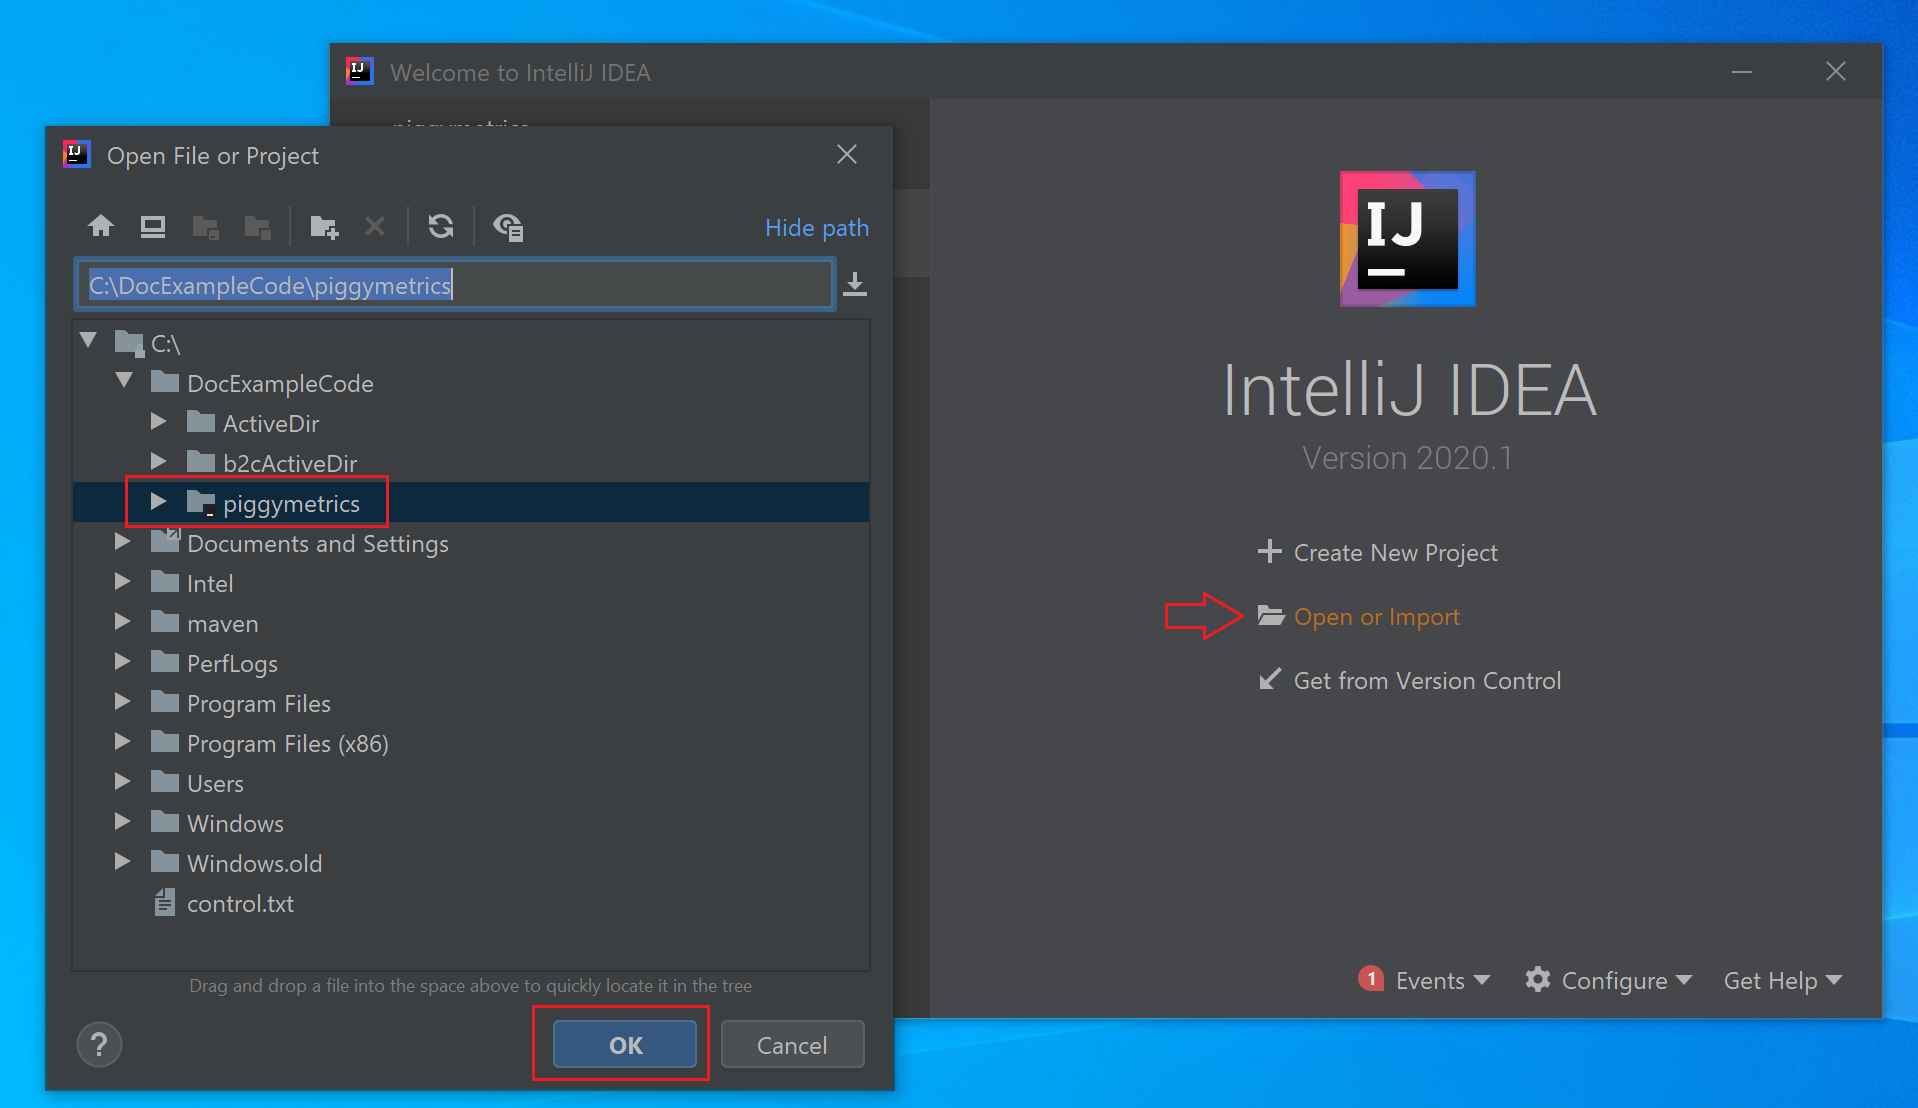 IJ
Welcome to IntelliJ IDEA
piggymetrics
IJ
Open File or Project
Hide path
C:\DocExampleCode\piggymetrics
C:\
DocExampleCode
ActiveDir
b2cActiveDir
piggymetrics
Documents and Settings
Intel
maven
PerfLogs
Program Files
Program Files (x86)
Users
Windows
Windows.old
control.txt
Drag and drop a file into the space above to quickly locate it in the tree
?
OK
Cancel
IJ
IntelliJ IDEA
Version 2020.1
Create New Project
Open or Import
Get from Version Control
1 Events
Configure
Get Help